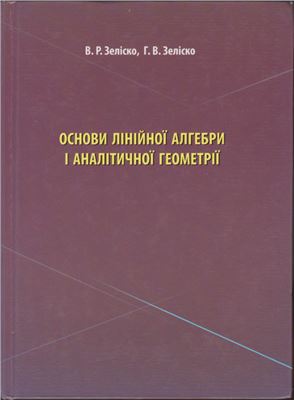 В. Р. Зеліско, Г. В. Зеліско
ОСНОВИ ЛІНІЙНОЇ АЛГЕБРИ
І АНАЛІТИЧНОЇ ГЕОМЕТРІЇ